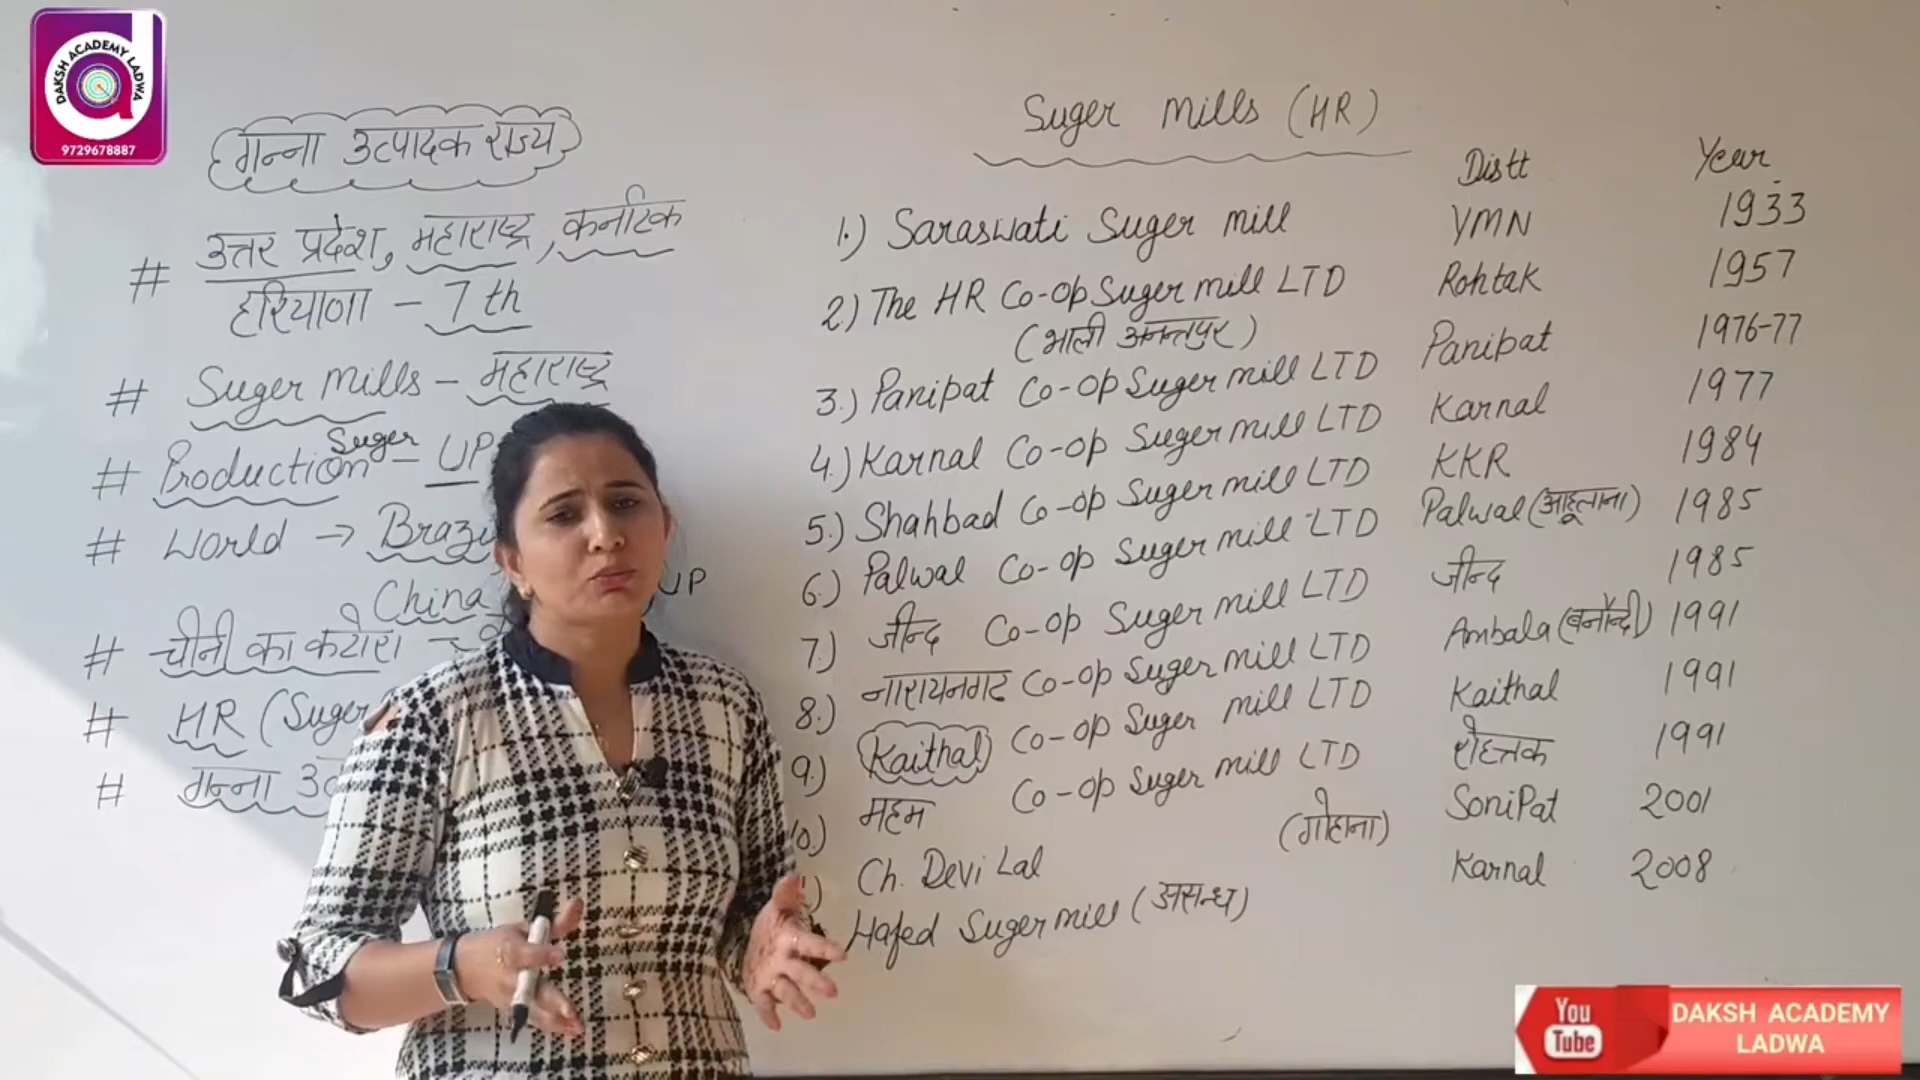 DAKSH ACADEMY LADWA
9729678887
गन्ना उत्पादक राज्य
# उत्तर प्रदेश, महाराष्ट्र, कर्नाटक
हरियाणा – 7 th
# Suger Mills – महाराष्ट्र
Suger
# Production – UP
# World → Brazi
China
UP
# चीनी का कटोरा –
# HR (Suger
# गन्ना
Suger Mills (HR)
Distt Year
1.) Saraswati Suger mill YMN 1933
2.) The HR Co-op Suger mill LTD Rohtak 1957
(भाली अनन्तपुर)
3.) Panipat Co-op Suger mill LTD Panipat 1976-77
4.) Karnal Co-op Suger mill LTD Karnal 1977
5.) Shahbad Co-op Suger mill LTD KKR 1984
6.) Palwal Co-op Suger mill LTD Palwal (आहूलाना) 1985
7.) जीन्द Co-op Suger mill LTD जीन्द 1985
8.) नारायनगढ Co-op Suger mill LTD Ambala (बनौन्दी) 1991
9.) Kaithal Co-op Suger mill LTD Kaithal 1991
0.) महम Co-op Suger mill LTD रोहतक 1991
) Ch. Devi Lal (गोहाना) SoniPat 2001
Hafed Suger mill (असन्ध) Karnal 2008
You
Tube
DAKSH ACADEMY
LADWA